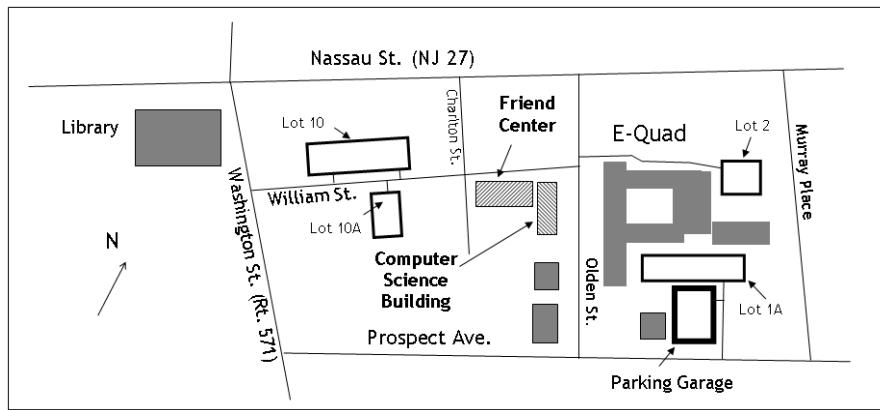 Nassau St. (NJ 27)
Library
Lot 10
Charlton St.
Friend
Center
E-Quad
Lot 2
Murray Place
Washington St. (Rt. 571)
William St.
Lot 10A
N
Computer
Science
Building
Olden St.
Lot 1A
Prospect Ave.
Parking Garage